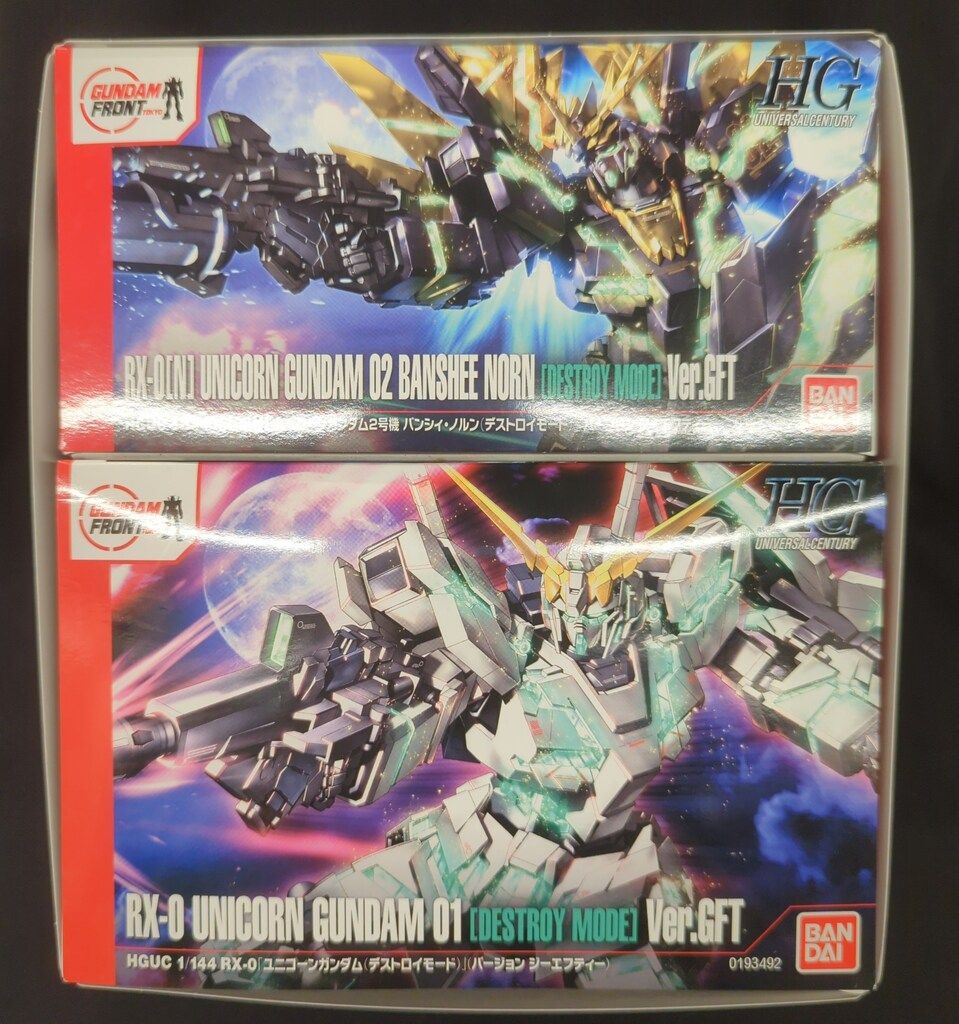 GUNDAM
FRONT TOKYO
HG
UNIVERSAL CENTURY
RX-0[N] UNICORN GUNDAM 02 BANSHEE NORN [DESTROY MODE] Ver.GFT
ダム2号機 バンシィ・ノルン(デストロイモード
BAN
GUNDAM
FRONT
HG
UNIVERSAL CENTURY
RX-0 UNICORN GUNDAM 01 [DESTROY MODE] Ver.GFT
HGUC 1/144 RX-0「ユニコーンガンダム(デストロイモード)」(バージョン ジーエフティー)
0193492
BAN
DAI